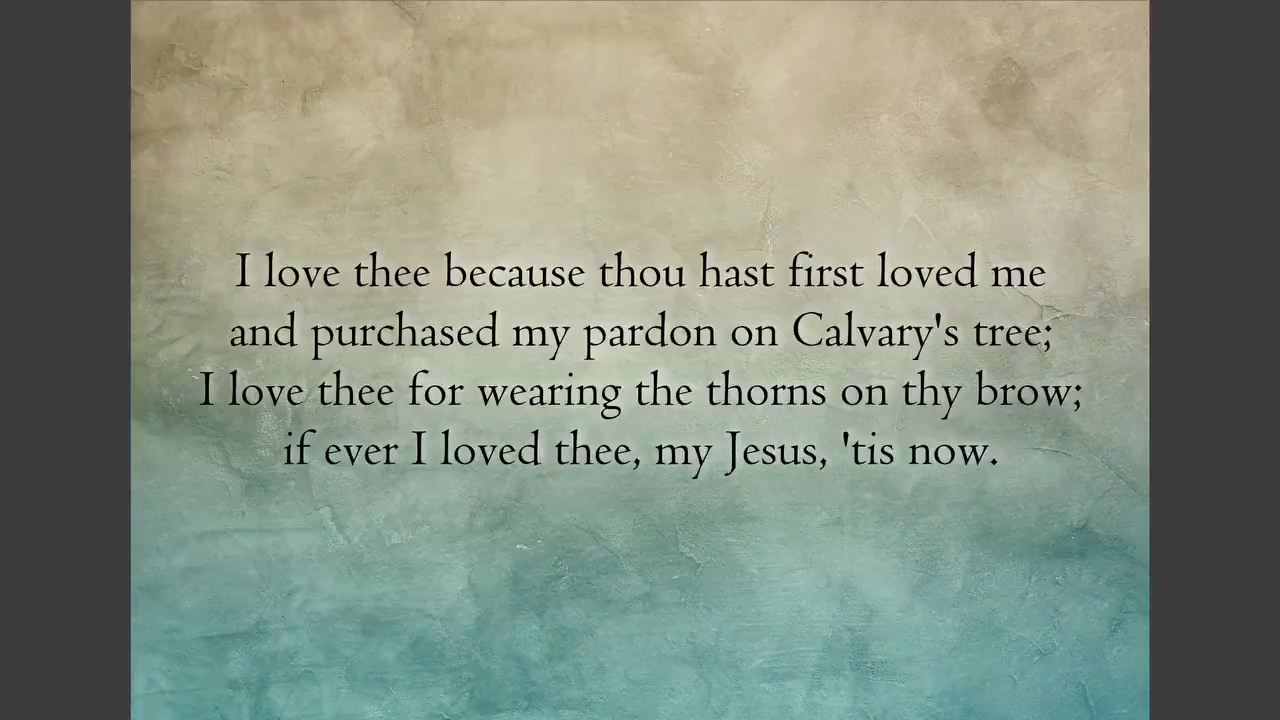 I love thee because thou hast first loved me
and purchased my pardon on Calvary's tree;
I love thee for wearing the thorns on thy brow;
if ever I loved thee, my Jesus, 'tis now.